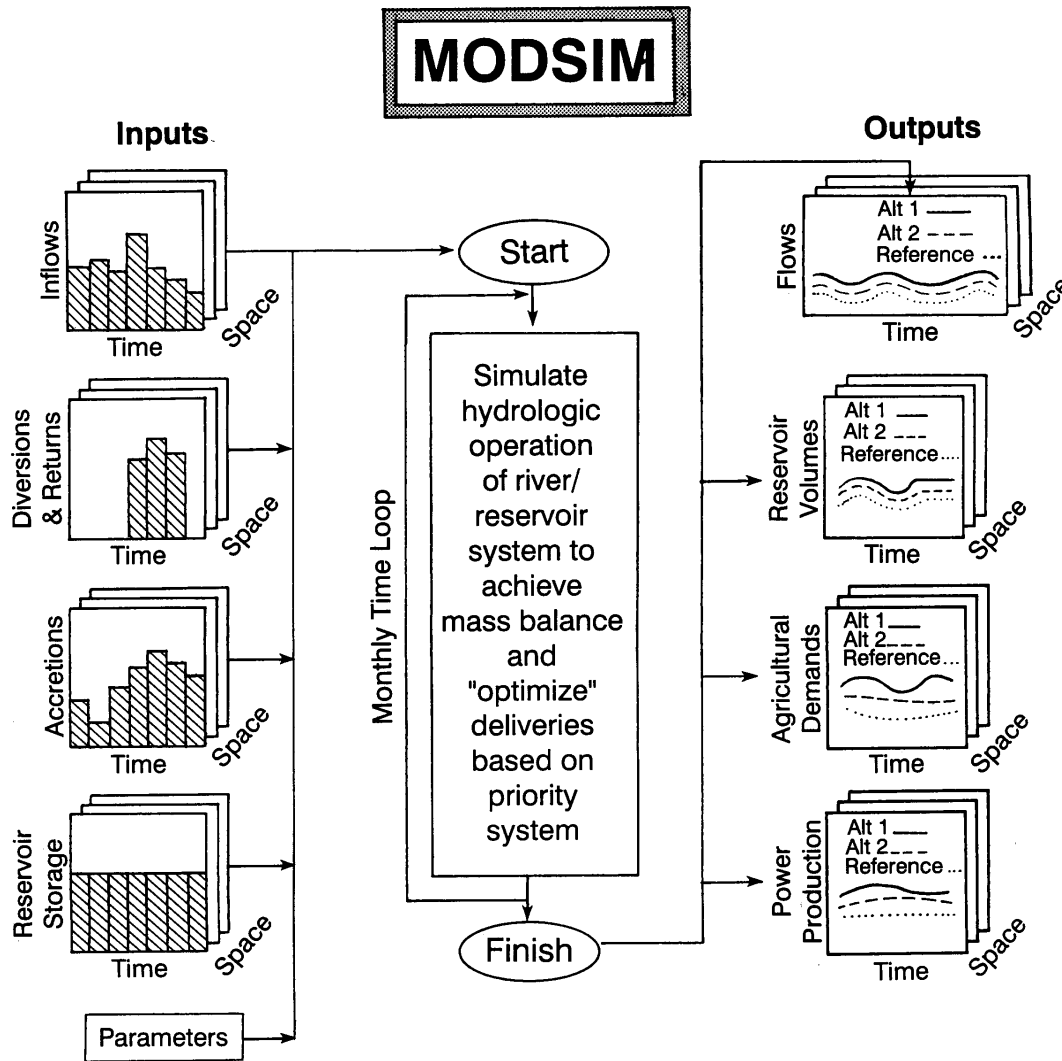 MODSIM
Inputs
Inflows
Time
Space
Diversions
& Returns
Time
Space
Accretions
Time
Space
Reservoir
Storage
Time
Space
Parameters
Start
Monthly Time Loop
Simulate
hydrologic
operation
of river/
reservoir
system to
achieve
mass balance
and
"optimize"
deliveries
based on
priority
system
Finish
Outputs
Flows
Alt 1
Alt 2
Reference
Time
Space
Reservoir
Volumes
Alt 1
Alt 2
Reference
Time
Space
Agricultural
Demands
Alt 1
Alt 2
Reference
Time
Space
Power
Production
Alt 1
Alt 2
Reference
Time
Space